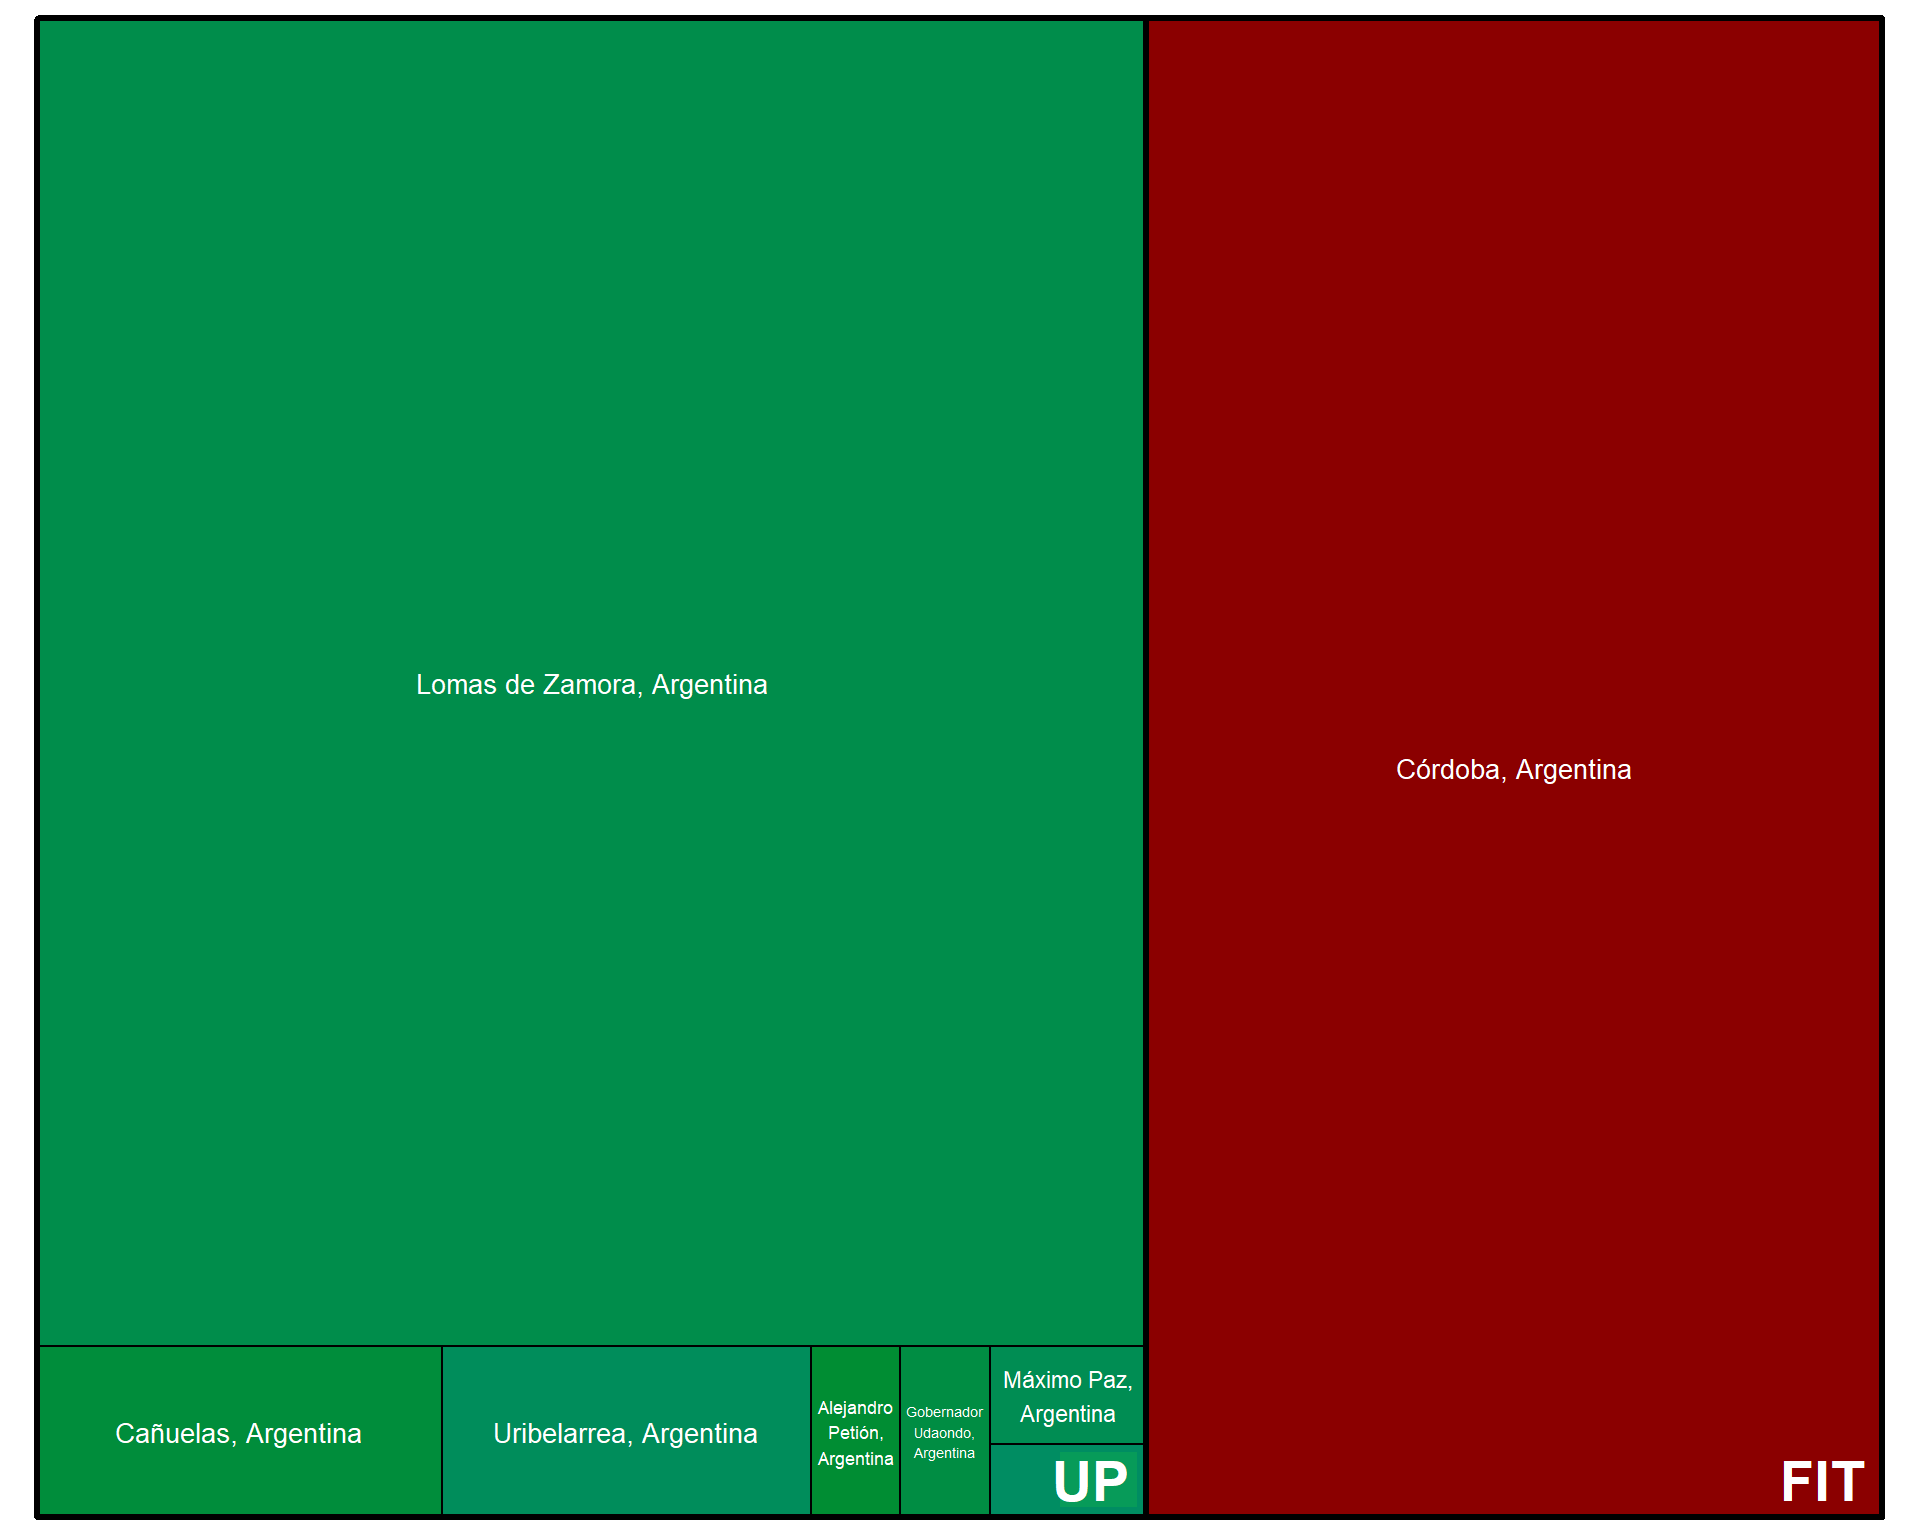 Lomas de Zamora, Argentina
Córdoba, Argentina
Cañuelas, Argentina
Uribelarrea, Argentina
Alejandro
Petión,
Argentina
Gobernador
Udaondo,
Argentina
Máximo Paz,
Argentina
UP
FIT